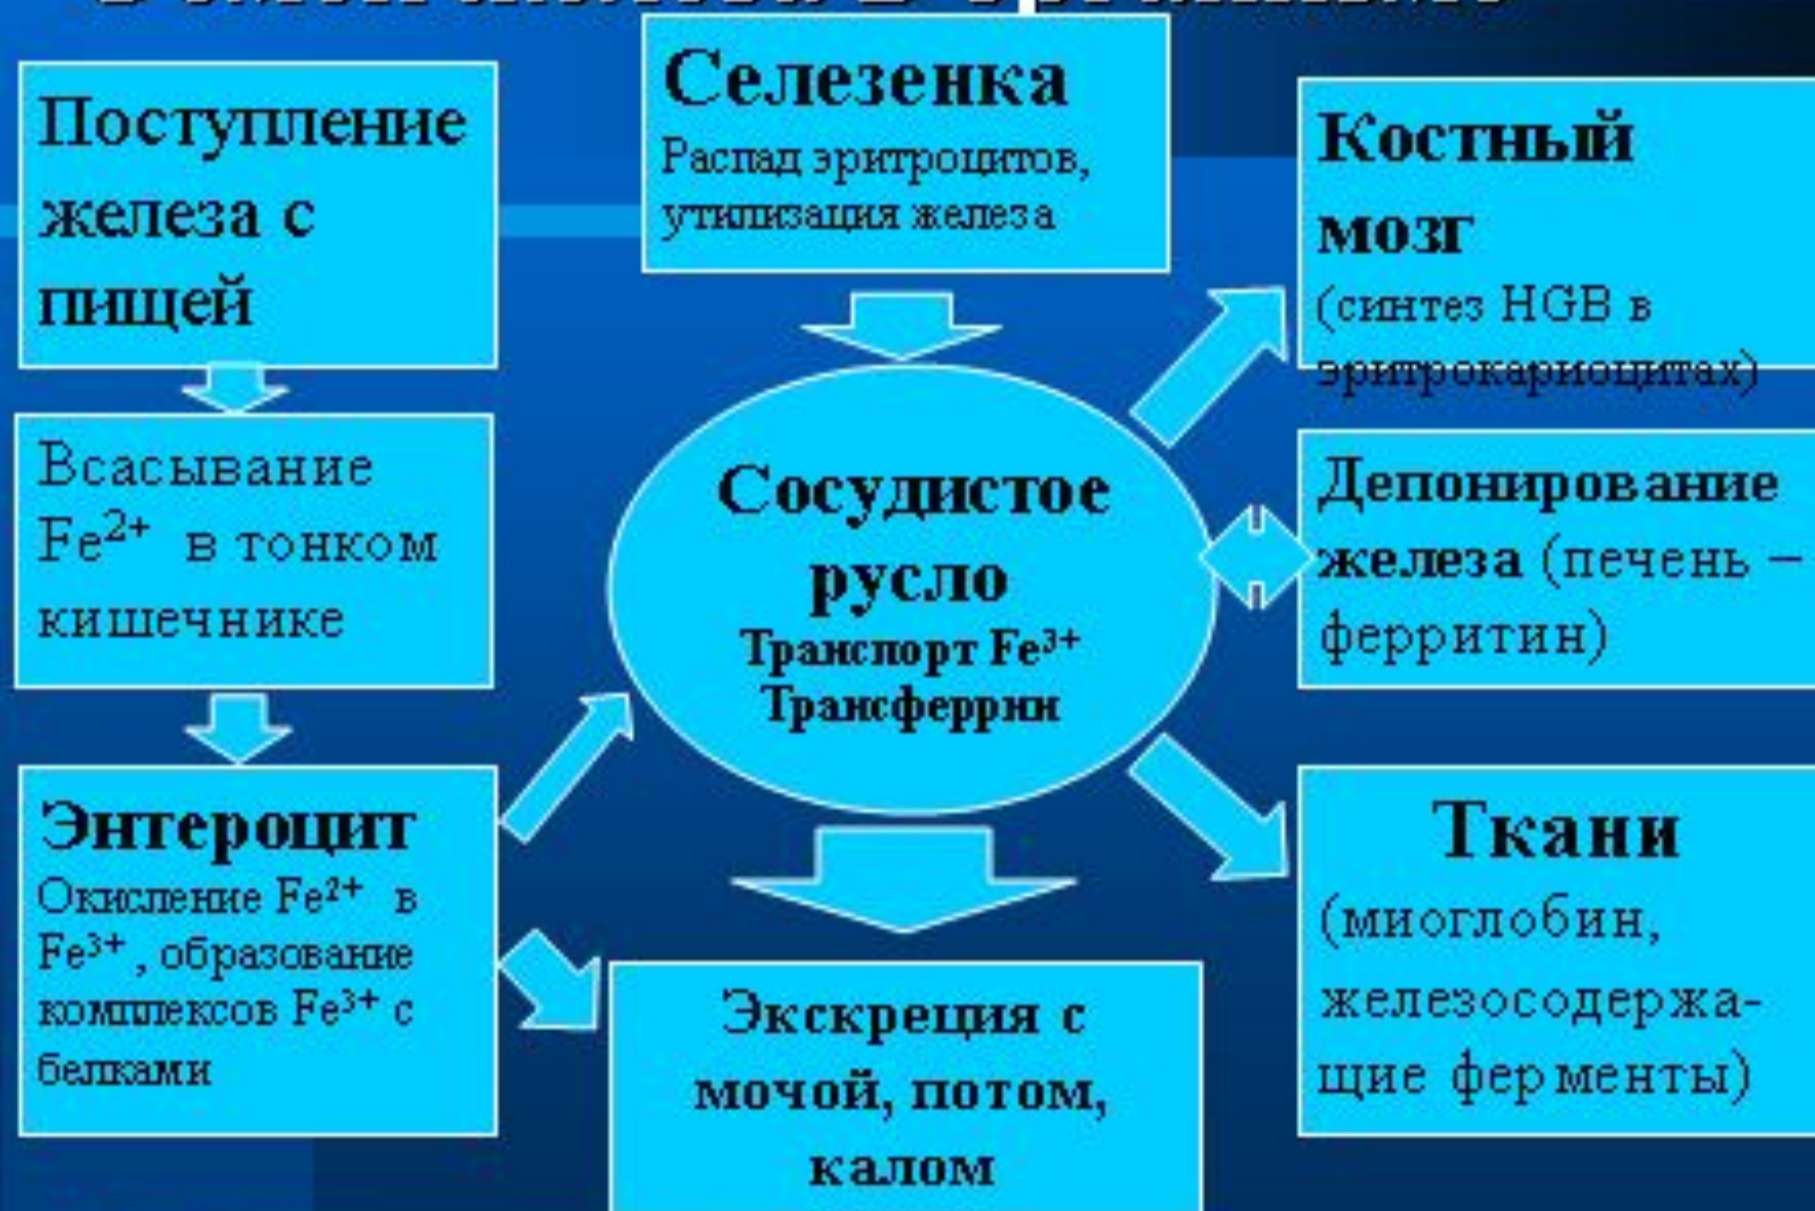 Поступление
железа с
пищей
Всасывание
Fe²⁺ в тонком
кишечнике
Энтероцит
Окисление Fe²⁺ в
Fe³⁺, образование
комплексов Fe³⁺ с
белками
Селезенка
Распад эритроцитов,
утилизация железа
Сосудистое
русло
Транспорт Fe³⁺
Трансферрин
Экскреция с
мочой, потом,
калом
Костный
мозг
(синтез HGB в
эритрокариоцитах)
Депонирование
железа (печень –
ферритин)
Ткани
(миоглобин,
железосодержа-
щие ферменты)